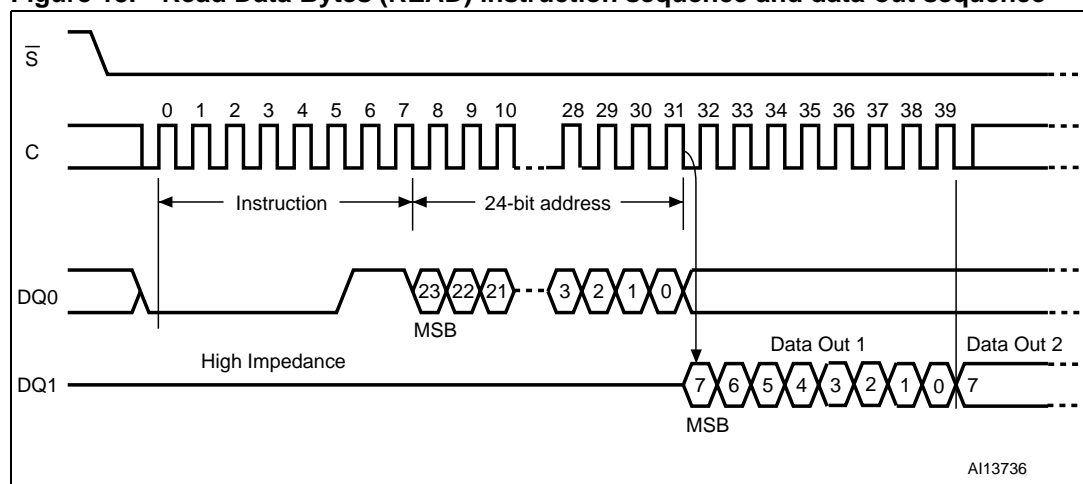 Figure 13. Read Data Bytes (READ) instruction sequence and data-out sequence
S
0 1 2 3 4 5 6 7 8 9 10 28 29 30 31 32 33 34 35 36 37 38 39
C
Instruction 24-bit address
DQ0 23 22 21 3 2 1 0
MSB
High Impedance Data Out 1 Data Out 2
DQ1 7 6 5 4 3 2 1 0 7
MSB
AI13736